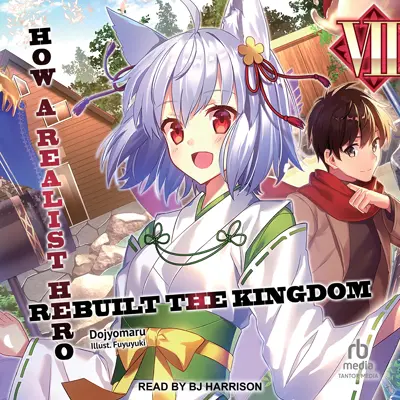 HOW A REALIST HERO
REBUILT THE KINGDOM
VII
Dojyomaru
Illust. Fuyuyuki
rb
media
TANTOR MEDIA
READ BY BJ HARRISON